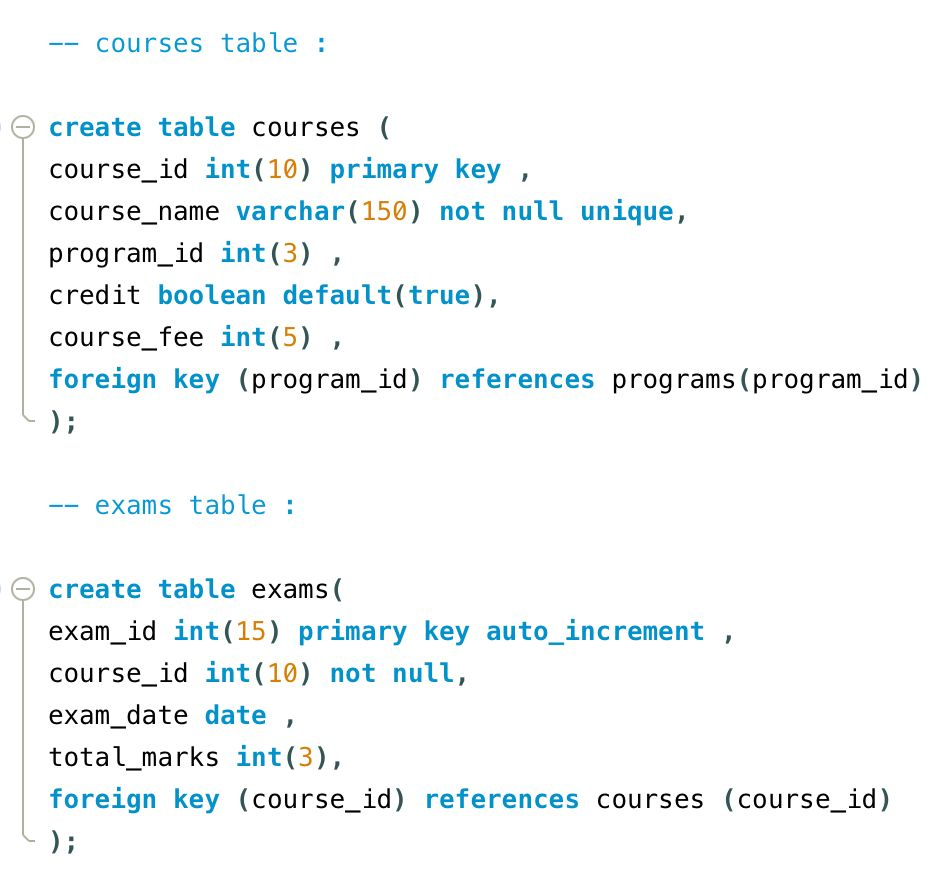 -- courses table :
create table courses (
course_id int(10) primary key ,
course_name varchar(150) not null unique,
program_id int(3) ,
credit boolean default(true),
course_fee int(5) ,
foreign key (program_id) references programs(program_id)
);
-- exams table :
create table exams(
exam_id int(15) primary key auto_increment ,
course_id int(10) not null,
exam_date date ,
total_marks int(3),
foreign key (course_id) references courses (course_id)
);